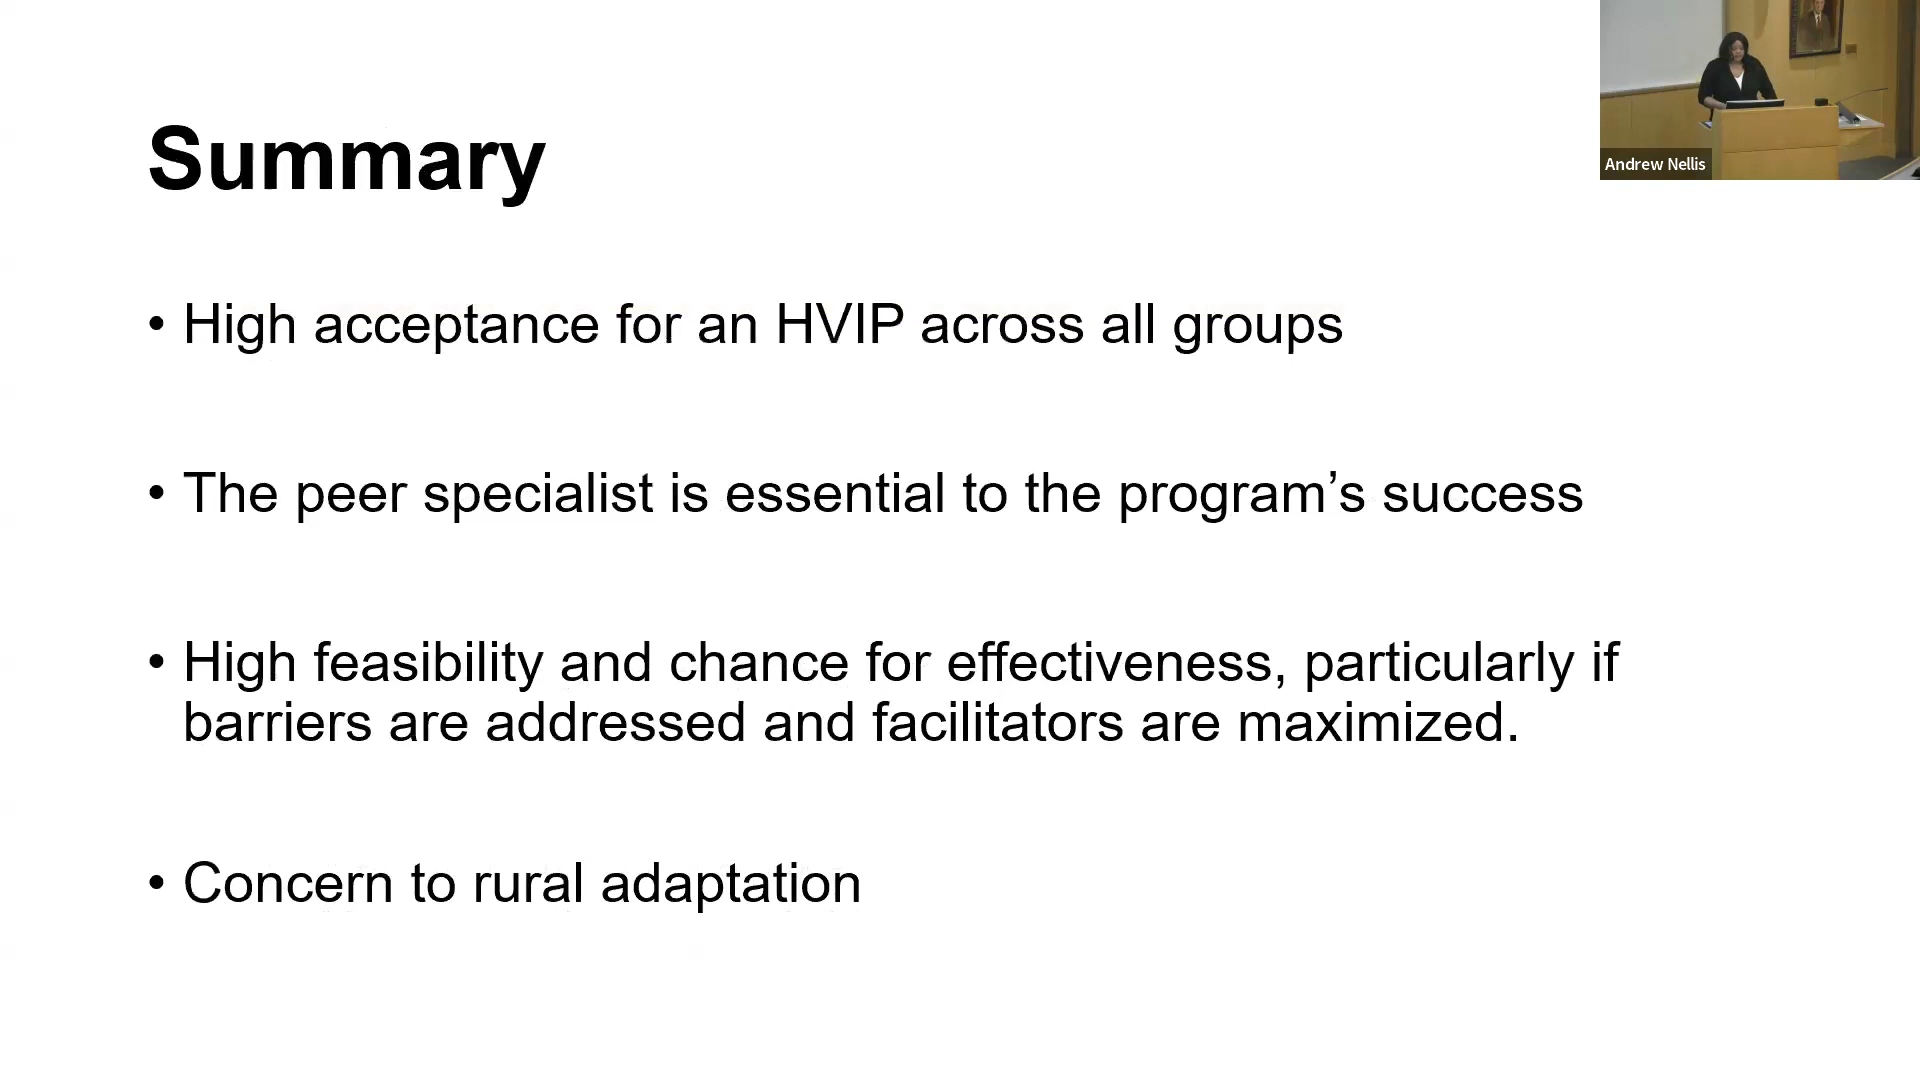 Summary
• High acceptance for an HVIP across all groups
• The peer specialist is essential to the program’s success
• High feasibility and chance for effectiveness, particularly if
barriers are addressed and facilitators are maximized.
• Concern to rural adaptation
Andrew Nellis